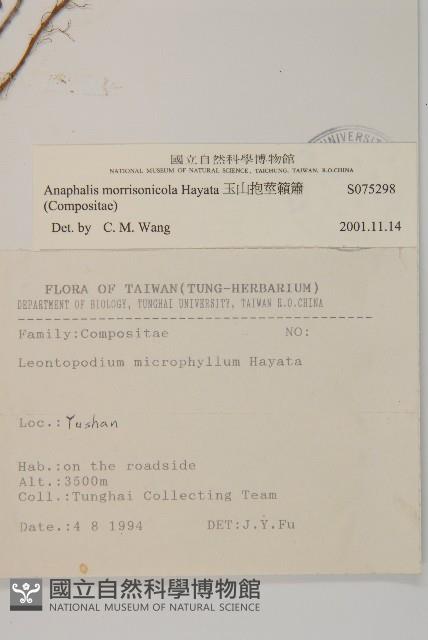 UNIVERSI
國立自然科學博物館
NATIONAL MUSEUM OF NATURAL SCIENCE, TAICHUNG, TAIWAN, R.O.CHINA
Anaphalis morrisonicola Hayata 玉山抱莖籟簫 S075298
(Compositae)
Det. by C. M. Wang 2001.11.14
FLORA OF TAIWAN(TUNG-HERBARIUM)
DEPARTMENT OF BIOLOGY, TUNGHAI UNIVERSITY, TAIWAN R.O.CHINA
Family:Compositae NO:
Leontopodium microphyllum Hayata
Loc.:Yushan
Hab.:on the roadside
Alt.:3500m
Coll.:Tunghai Collecting Team
Date.:4 8 1994 DET:J.Y.Fu
國立自然科學博物館
NATIONAL MUSEUM OF NATURAL SCIENCE